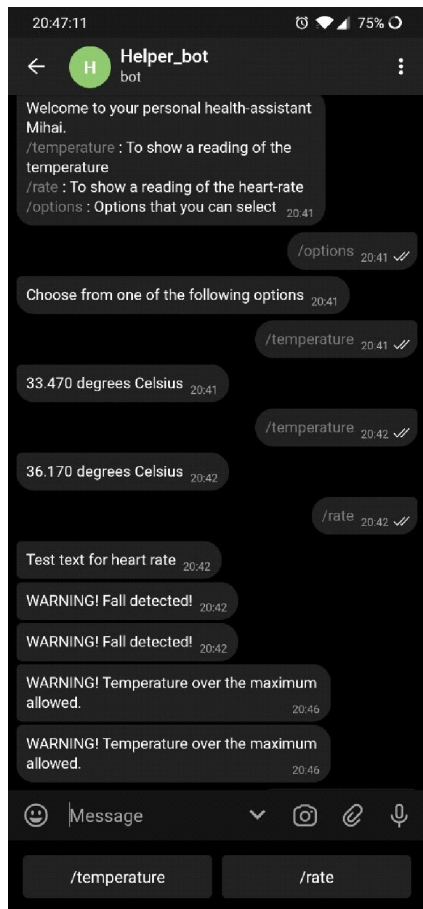 20:47:11
75%
H
Helper_bot
bot
Welcome to your personal health-assistant
Mihai.
/temperature : To show a reading of the
temperature
/rate : To show a reading of the heart-rate
/options : Options that you can select 20:41
/options 20:41
Choose from one of the following options 20:41
/temperature 20:41
33.470 degrees Celsius 20:41
/temperature 20:42
36.170 degrees Celsius 20:42
/rate 20:42
Test text for heart rate 20:42
WARNING! Fall detected! 20:42
WARNING! Fall detected! 20:42
WARNING! Temperature over the maximum
allowed. 20:46
WARNING! Temperature over the maximum
allowed. 20:46
Message
/temperature
/rate